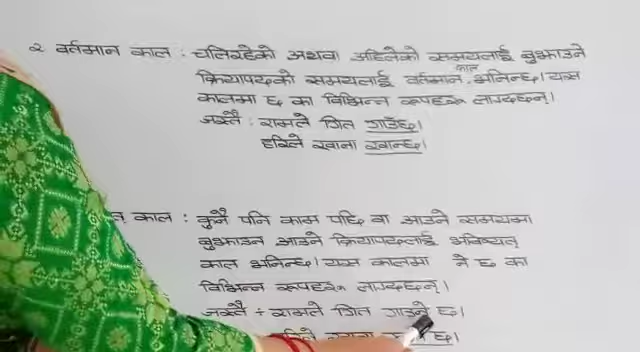 २ वर्तमान काल : चलिरहेको अथवा अहिलेको समयलाई बुझाउने
क्रियापदको समयलाई वर्तमान काल भनिन्छ। यस
कालमा छ का विभिन्न रूपहरू लाग्दछन्।
जस्तै : रामले गित गाउँछ।
हरिले खाना खान्छ।
त् काल : कुनै पनि काम पछि वा आउने समयमा
बुझाउन आउने क्रियापदलाई भविष्यत्
काल भनिन्छ। यस कालमा ने छ का
विभिन्न रूपहरू लाग्दछन्।
जस्तै ÷ रामले गित गाउने छ।
खाना छ।